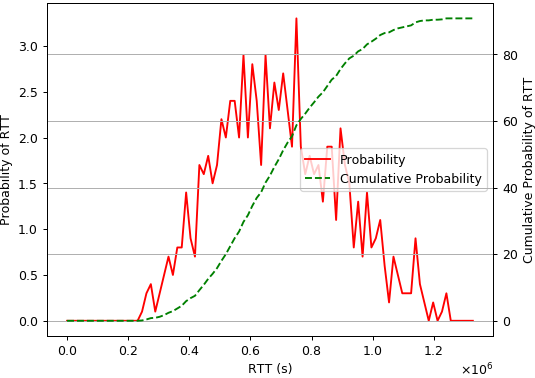 Probability of RTT
3.0
2.5
2.0
1.5
1.0
0.5
0.0
Probability
Cumulative Probability
80
60
40
20
0
Cumulative Probability of RTT
0.0 0.2 0.4 0.6 0.8 1.0 1.2
RTT (s)
×10⁶